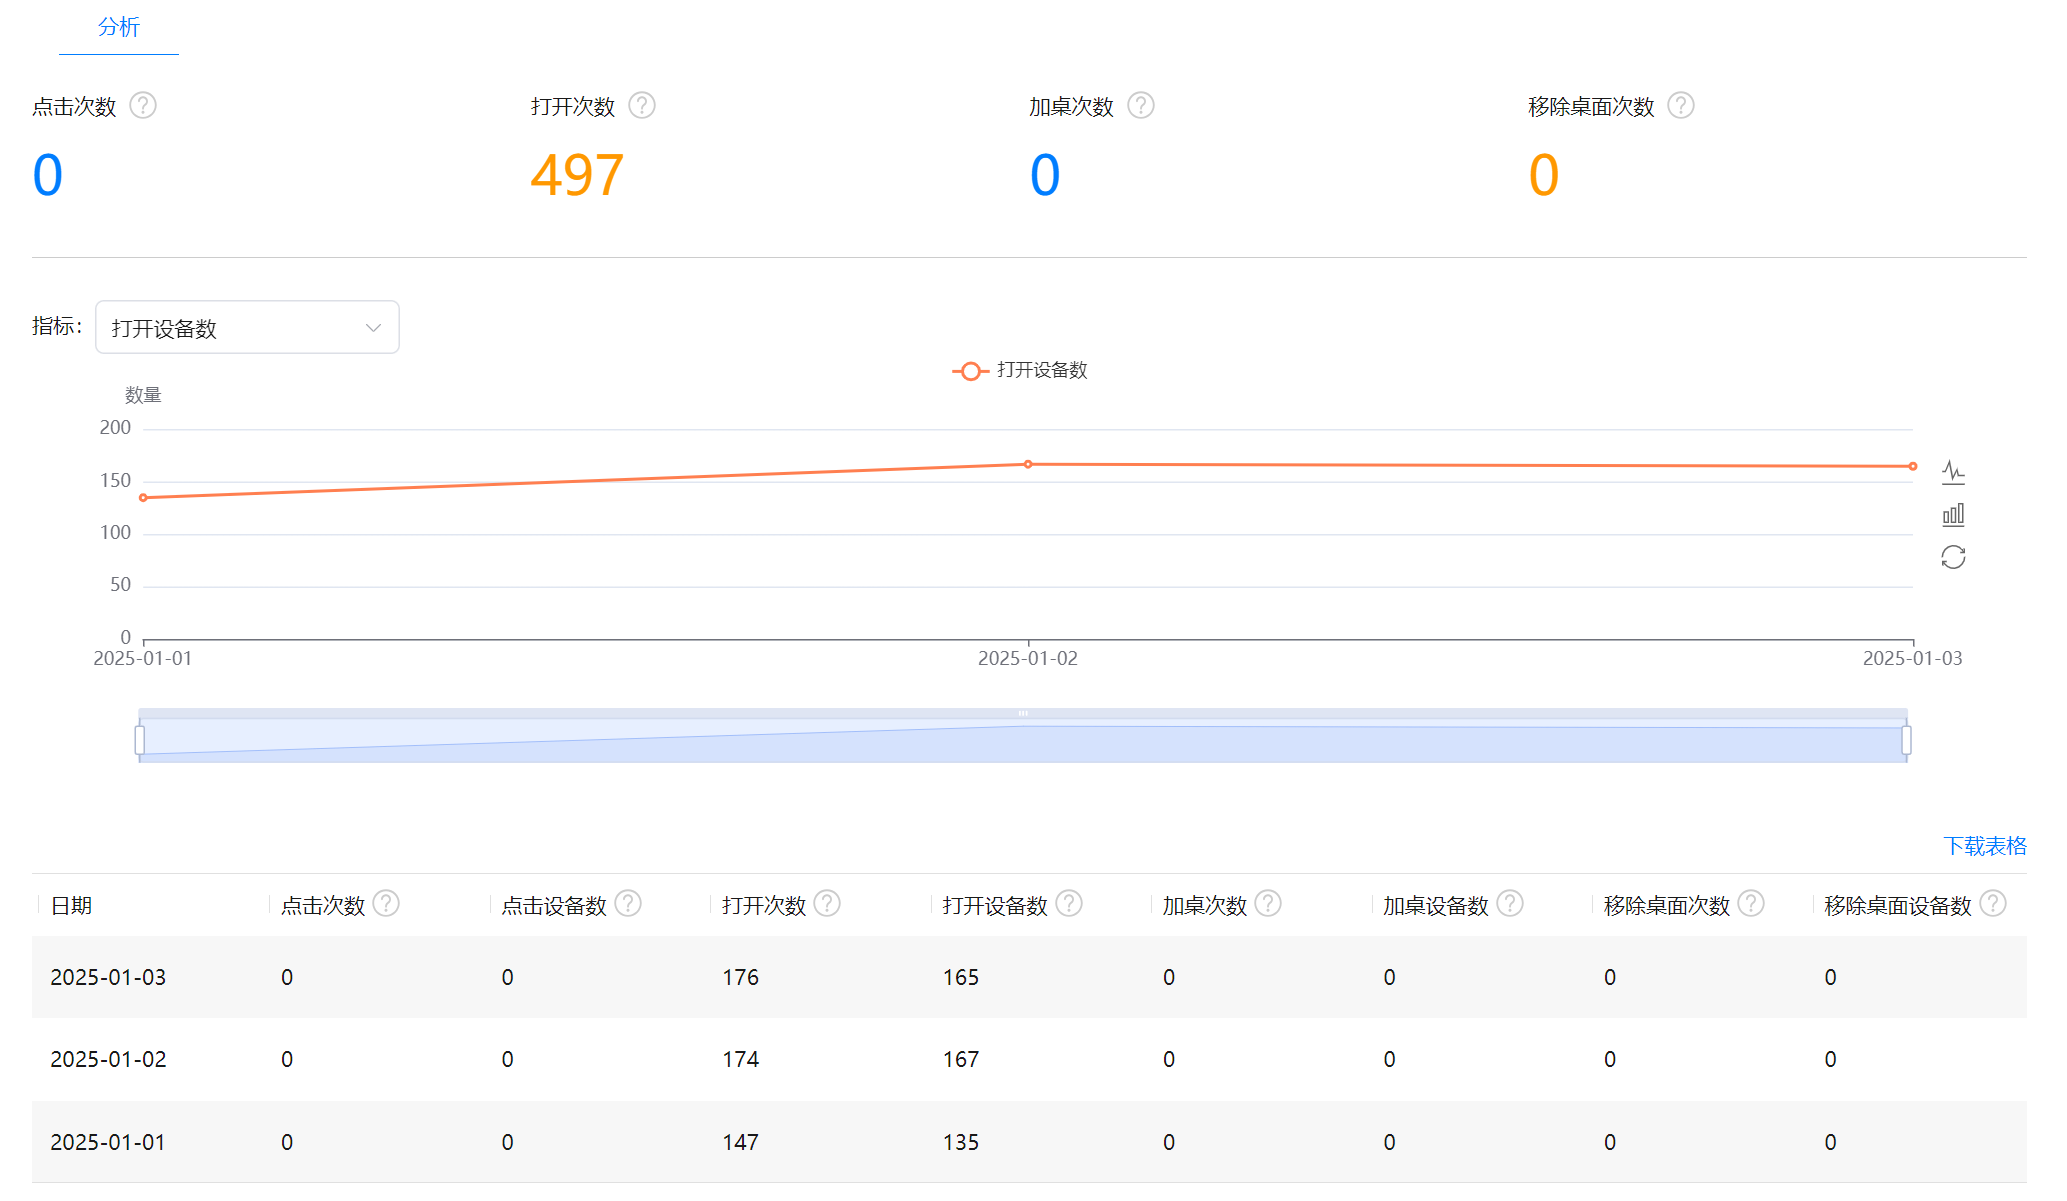 分析
点击次数 ? 打开次数 ? 加桌次数 ? 移除桌面次数 ?
0 497 0 0
指标: 打开设备数
打开设备数
数量
200
150
100
50
0
2025-01-01 2025-01-02 2025-01-03
下载表格
日期 点击次数 ? 点击设备数 ? 打开次数 ? 打开设备数 ? 加桌次数 ? 加桌设备数 ? 移除桌面次数 ? 移除桌面设备数 ?
2025-01-03 0 0 176 165 0 0 0 0
2025-01-02 0 0 174 167 0 0 0 0
2025-01-01 0 0 147 135 0 0 0 0